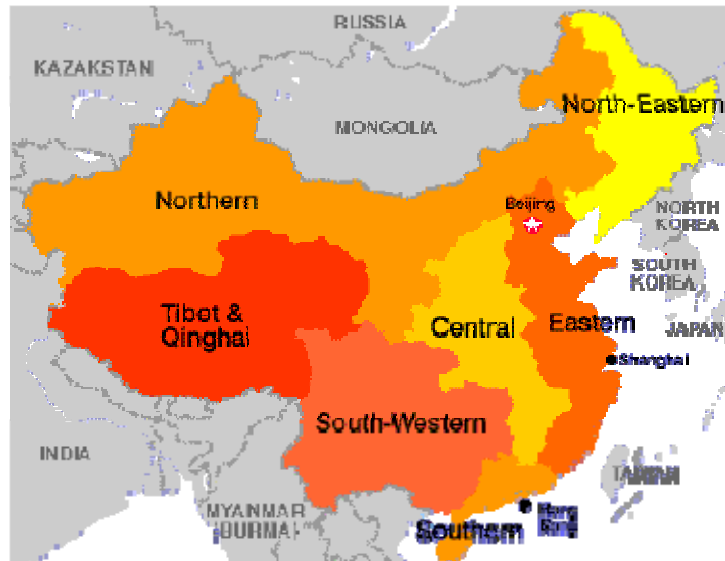 RUSSIA
KAZAKSTAN
North-Eastern
MONGOLIA
Northern
Beijing
NORTH
KOREA
SOUTH
KOREA
Tibet &
Qinghai
Central
Eastern
JAPAN
Shanghai
South-Western
INDIA
TAIWAN
MYANMAR
(BURMA)
Southern
Hong
Kong